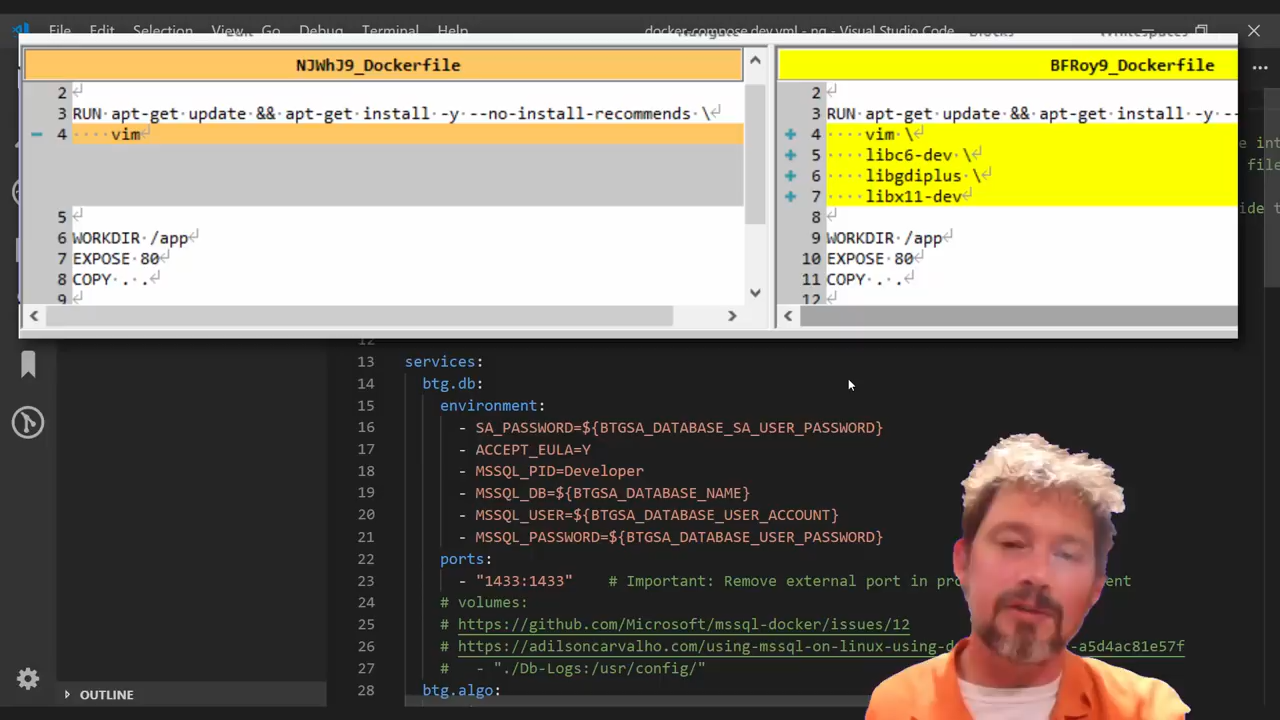 File Edit Selection View Go Debug Terminal Help docker-compose.dev.yml - ng - Visual Studio Code
NJWhJ9_Dockerfile
2
3 RUN apt-get update && apt-get install -y --no-install-recommends \
4 vim
5
6 WORKDIR /app
7 EXPOSE 80
8 COPY . .
9
BFRoy9_Dockerfile
2
3 RUN apt-get update && apt-get install -y --
4 vim \
5 libc6-dev \
6 libgdiplus \
7 libx11-dev
8
9 WORKDIR /app
10 EXPOSE 80
11 COPY . .
12
12
13 services:
14 btg.db:
15 environment:
16 - SA_PASSWORD=${BTGSA_DATABASE_SA_USER_PASSWORD}
17 - ACCEPT_EULA=Y
18 - MSSQL_PID=Developer
19 - MSSQL_DB=${BTGSA_DATABASE_NAME}
20 - MSSQL_USER=${BTGSA_DATABASE_USER_ACCOUNT}
21 - MSSQL_PASSWORD=${BTGSA_DATABASE_USER_PASSWORD}
22 ports:
23 - "1433:1433" # Important: Remove external port in pro
24 # volumes:
25 # https://github.com/Microsoft/mssql-docker/issues/12
26 # https://adilsoncarvalho.com/using-mssql-on-linux-using-d a5d4ac81e57f
27 # - "./Db-Logs:/usr/config/"
28 btg.algo:
OUTLINE